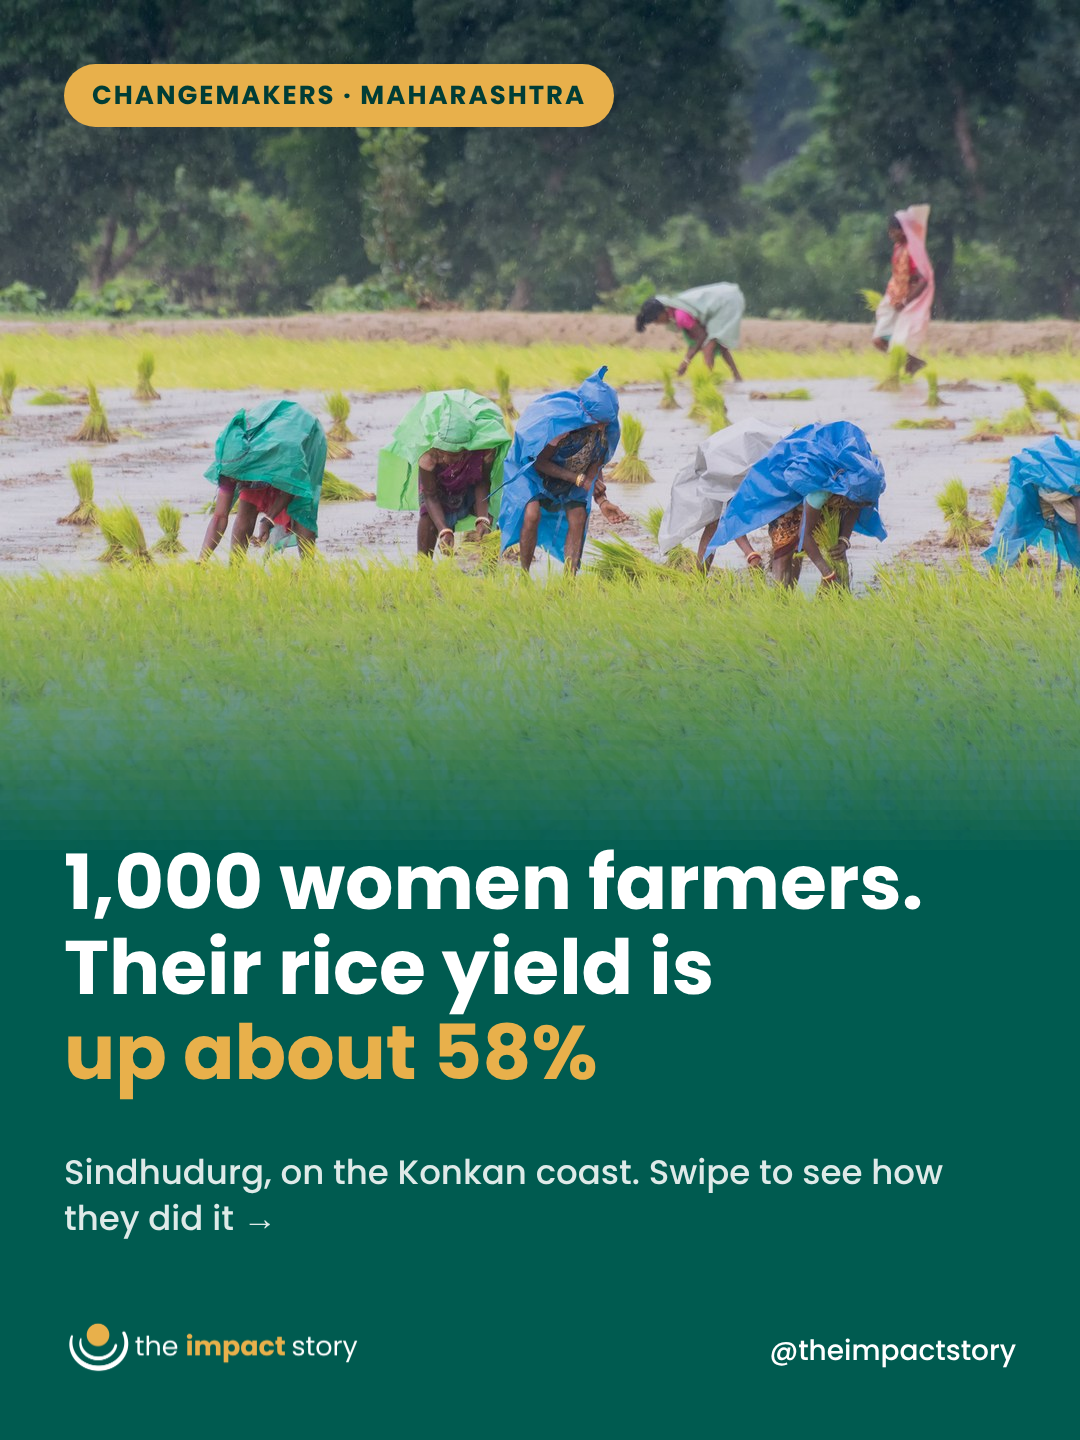 CHANGEMAKERS · MAHARASHTRA
1,000 women farmers.
Their rice yield is
up about 58%
Sindhudurg, on the Konkan coast. Swipe to see how
they did it →
the impact story
@theimpactstory